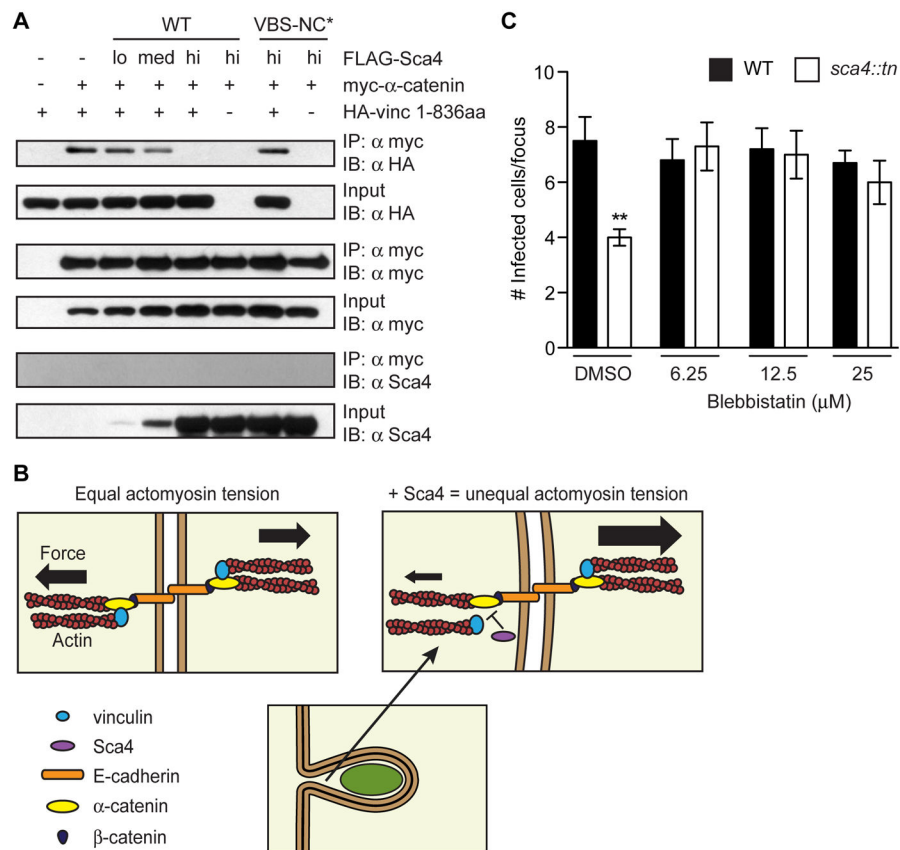 A
WT VBS-NC*
- - lo med hi hi hi hi FLAG-Sca4
- + + + + + + + myc-α-catenin
+ + + + + - + - HA-vinc 1-836aa
IP: α myc
IB: α HA
Input
IB: α HA
IP: α myc
IB: α myc
Input
IB: α myc
IP: α myc
IB: α Sca4
Input
IB: α Sca4
C
WT sca4::tn
# Infected cells/focus
10
8
6
4
2
0
**
DMSO 6.25 12.5 25
Blebbistatin (μM)
B
Equal actomyosin tension
Force
Actin
+ Sca4 = unequal actomyosin tension
vinculin
Sca4
E-cadherin
α-catenin
β-catenin